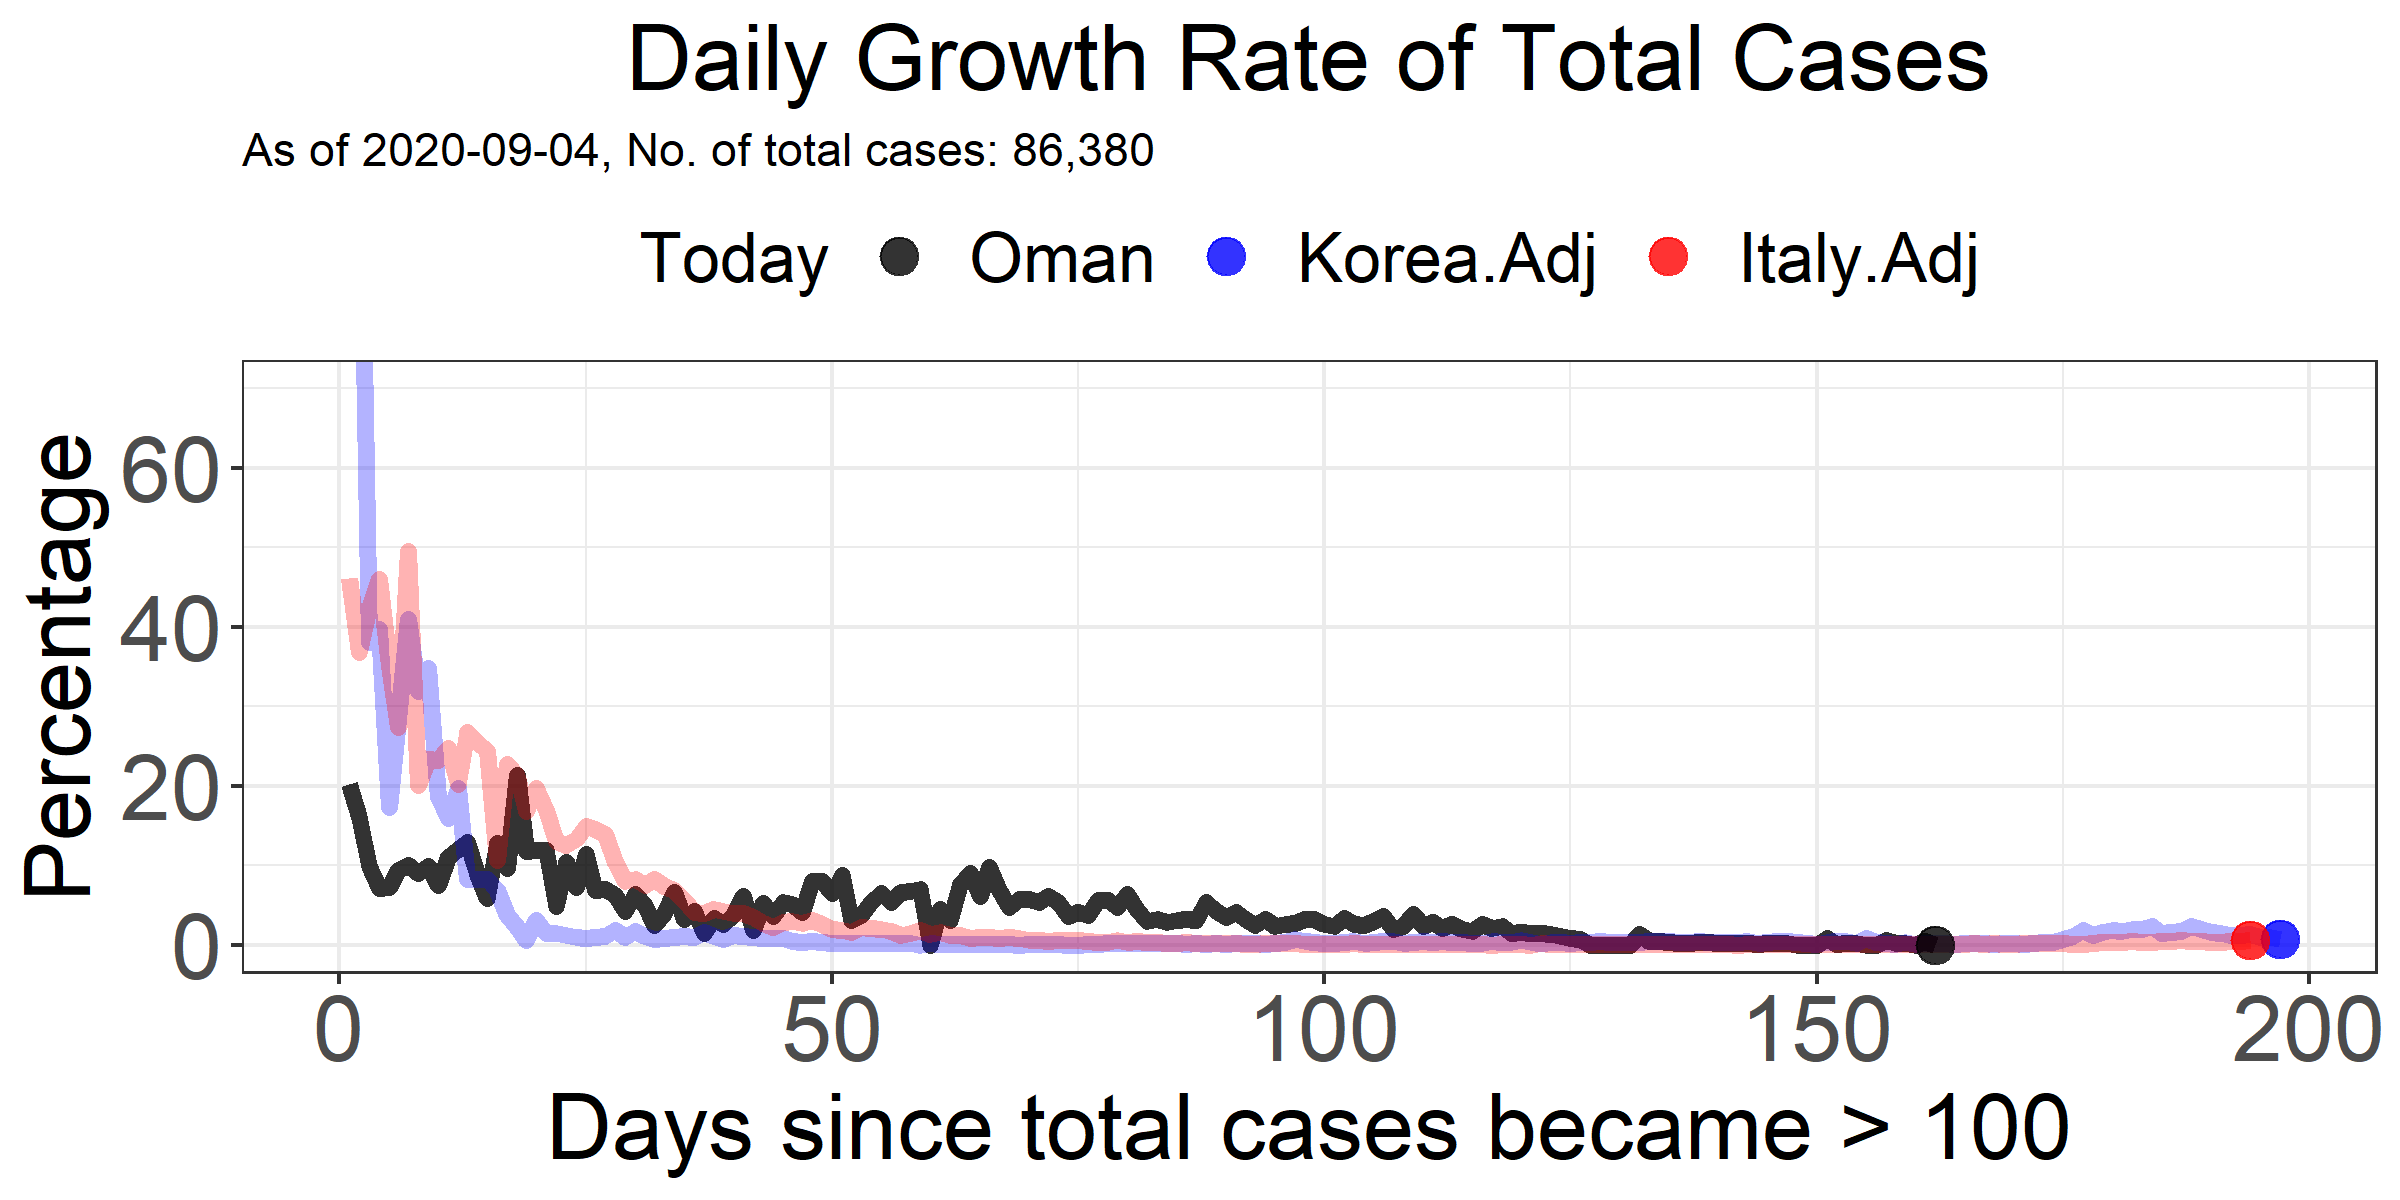 Daily Growth Rate of Total Cases
As of 2020-09-04, No. of total cases: 86,380
Today Oman Korea.Adj Italy.Adj
Percentage
60
40
20
0
0 50 100 150 200
Days since total cases became > 100